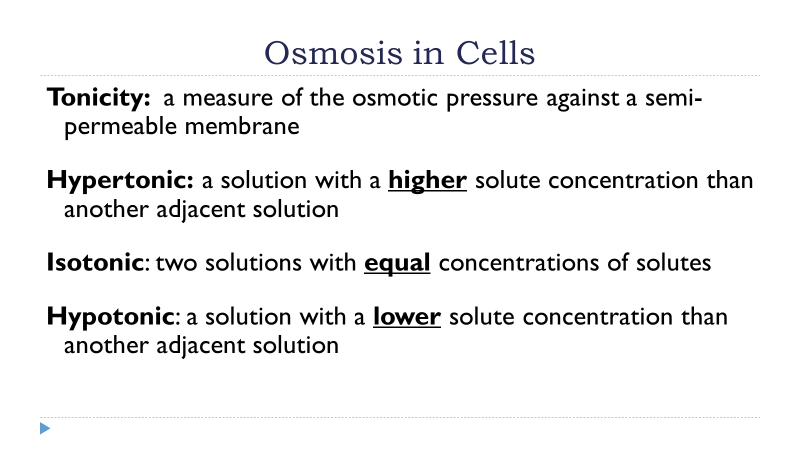 Osmosis in Cells
Tonicity:  a measure of the osmotic pressure against a semi-
permeable membrane
Hypertonic: a solution with a higher solute concentration than
another adjacent solution
Isotonic: two solutions with equal concentrations of solutes
Hypotonic: a solution with a lower solute concentration than
another adjacent solution